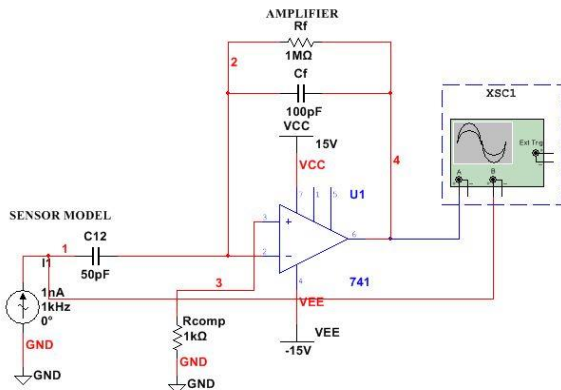 AMPLIFIER
Rf
1MΩ
2
Cf
100pF
VCC
15V
VCC
4
XSC1
Ext Trig
A
B
U1
7
1
5
3
2
6
4
741
SENSOR MODEL
1
C12
50pF
I1
1nA
1kHz
0°
GND
GND
3
Rcomp
1kΩ
GND
GND
VEE
VEE
-15V